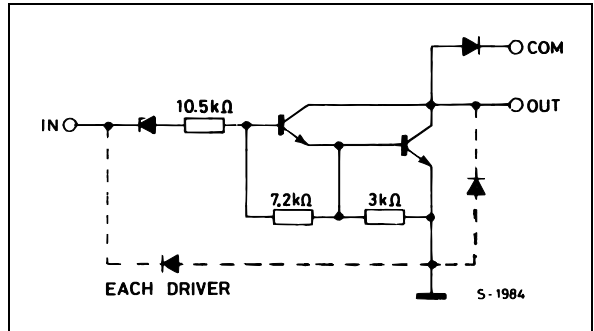 COM
10.5kΩ
IN
OUT
7.2kΩ
3kΩ
EACH DRIVER
S-1984